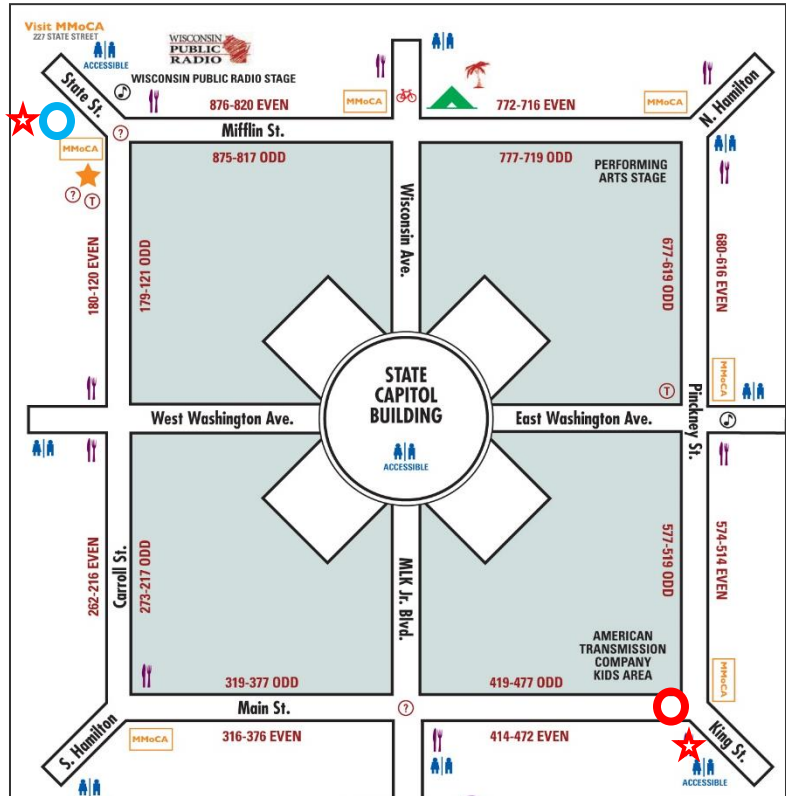 Visit MMoCA
227 STATE STREET
ACCESSIBLE
WISCONSIN
PUBLIC
RADIO
WISCONSIN PUBLIC RADIO STAGE
State St.
876-820 EVEN
MMoCA
772-716 EVEN
MMoCA
N. Hamilton
Mifflin St.
?
MMoCA
? T
875-817 ODD
777-719 ODD
PERFORMING
ARTS STAGE
Wisconsin Ave.
180-120 EVEN
179-121 ODD
677-619 ODD
680-616 EVEN
STATE
CAPITOL
BUILDING
ACCESSIBLE
T
MMoCA
West Washington Ave.
East Washington Ave.
Pinckney St.
262-216 EVEN
Carroll St.
273-217 ODD
MLK Jr. Blvd.
577-519 ODD
574-514 EVEN
AMERICAN
TRANSMISSION
COMPANY
KIDS AREA
MMoCA
319-377 ODD
419-477 ODD
Main St.
?
S. Hamilton
MMoCA
316-376 EVEN
414-472 EVEN
King St.
ACCESSIBLE